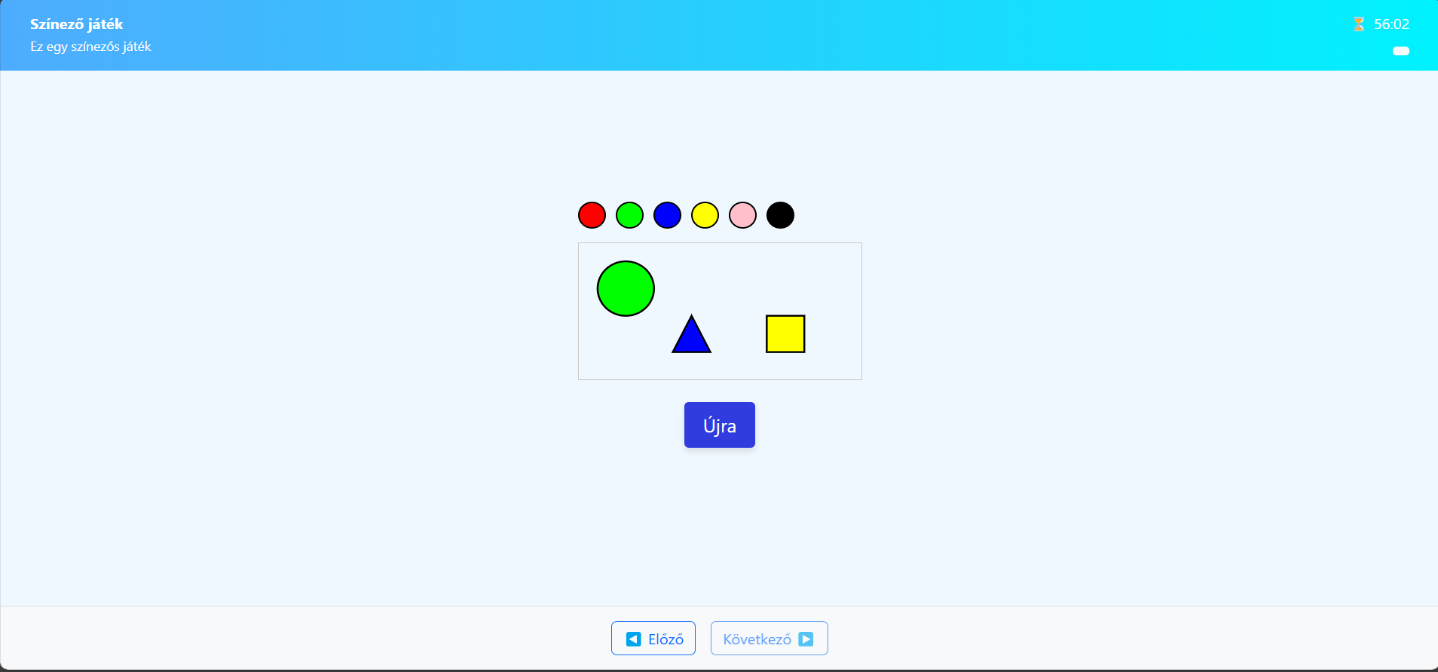 Színező játék
Ez egy színezős játék
⏳ 56:02
Újra
◀ Előző
Következő ▶